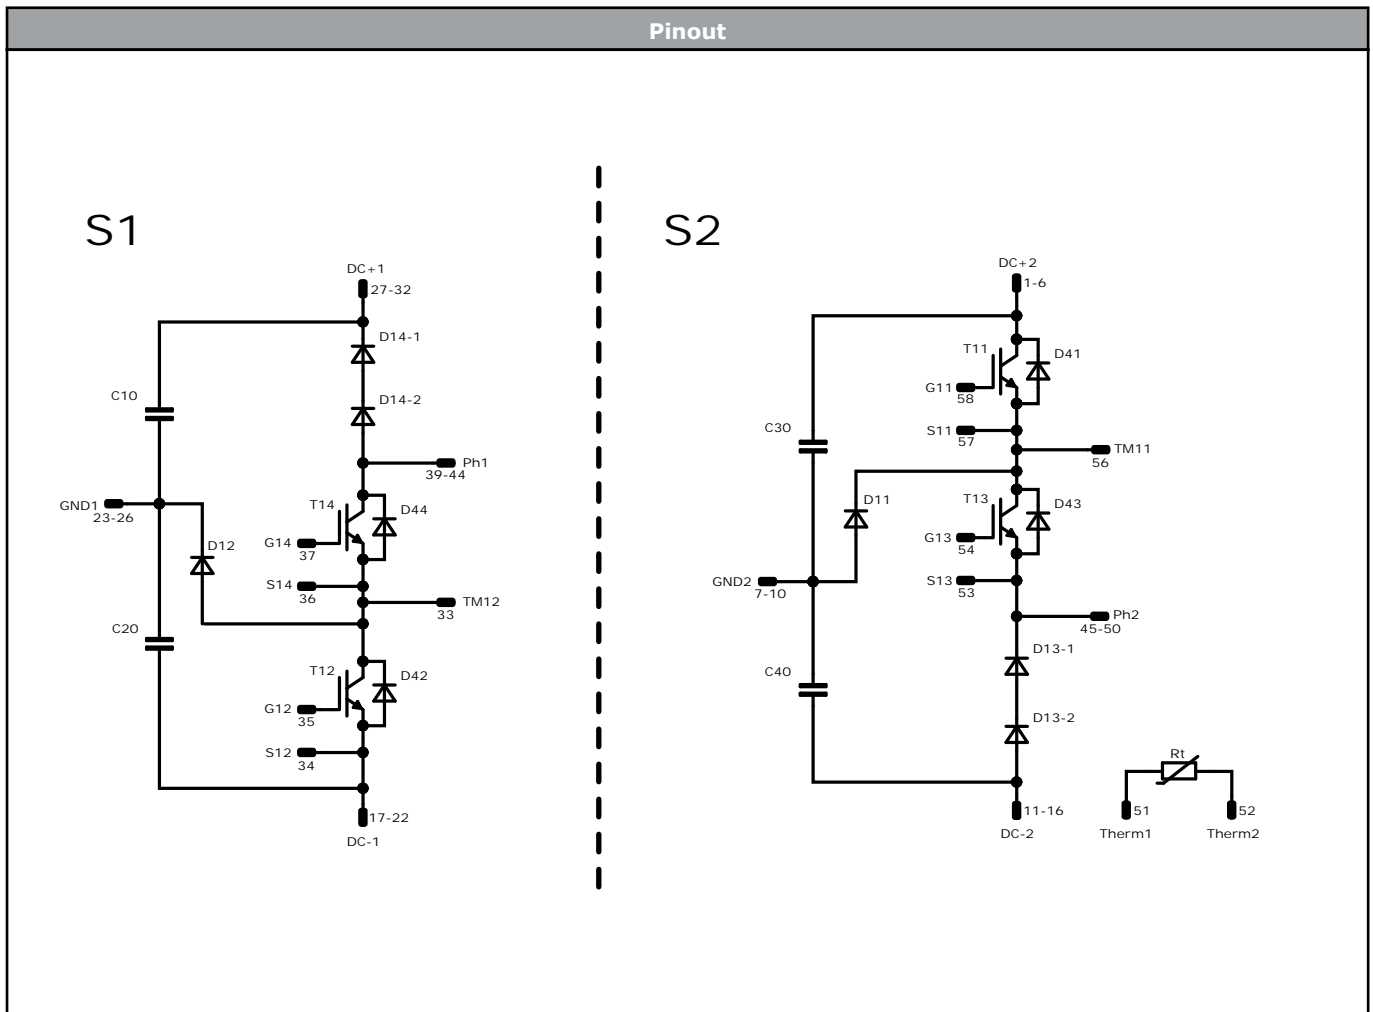 Pinout
S1
DC+1
27-32
D14-1
D14-2
C10
Ph1
39-44
GND1
23-26
T14
D44
G14
37
D12
S14
36
TM12
33
C20
T12
D42
G12
35
S12
34
17-22
DC-1
S2
DC+2
1-6
T11
D41
G11
58
C30
S11
57
TM11
56
D11
T13
D43
G13
54
GND2
7-10
S13
53
Ph2
45-50
D13-1
C40
D13-2
11-16
DC-2
Rt
51
52
Therm1
Therm2